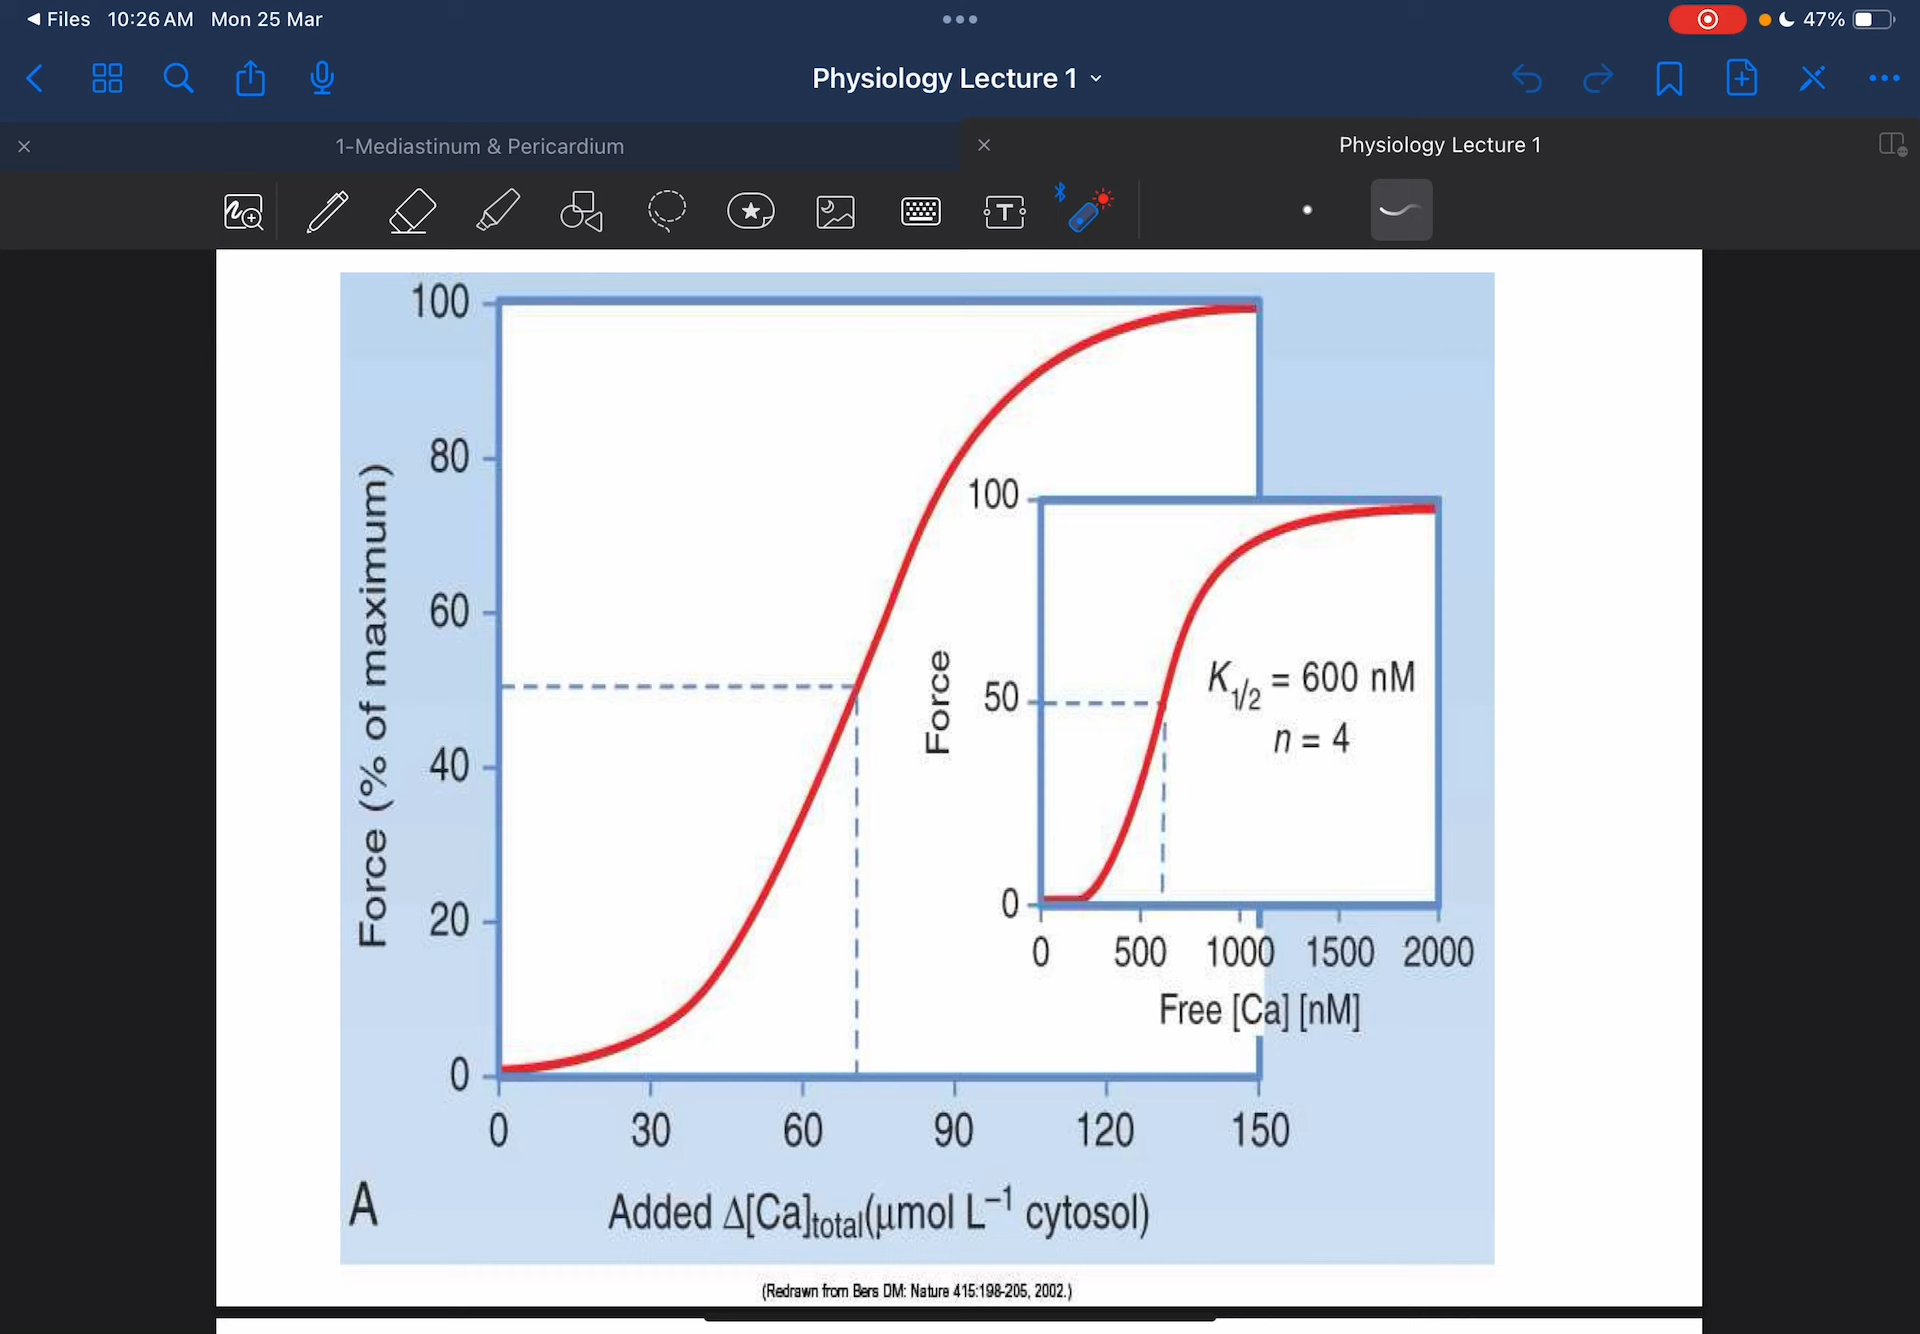 ◀ Files 10:26 AM Mon 25 Mar
47%
Physiology Lecture 1
1-Mediastinum & Pericardium
Physiology Lecture 1
T
100
80
60
40
20
0
Force (% of maximum)
0 30 60 90 120 150
Added Δ[Ca]total(μmol L⁻¹ cytosol)
100
50
0
Force
K1/2 = 600 nM
n = 4
0 500 1000 1500 2000
Free [Ca] [nM]
A
(Redrawn from Bers DM: Nature 415:198-205, 2002.)